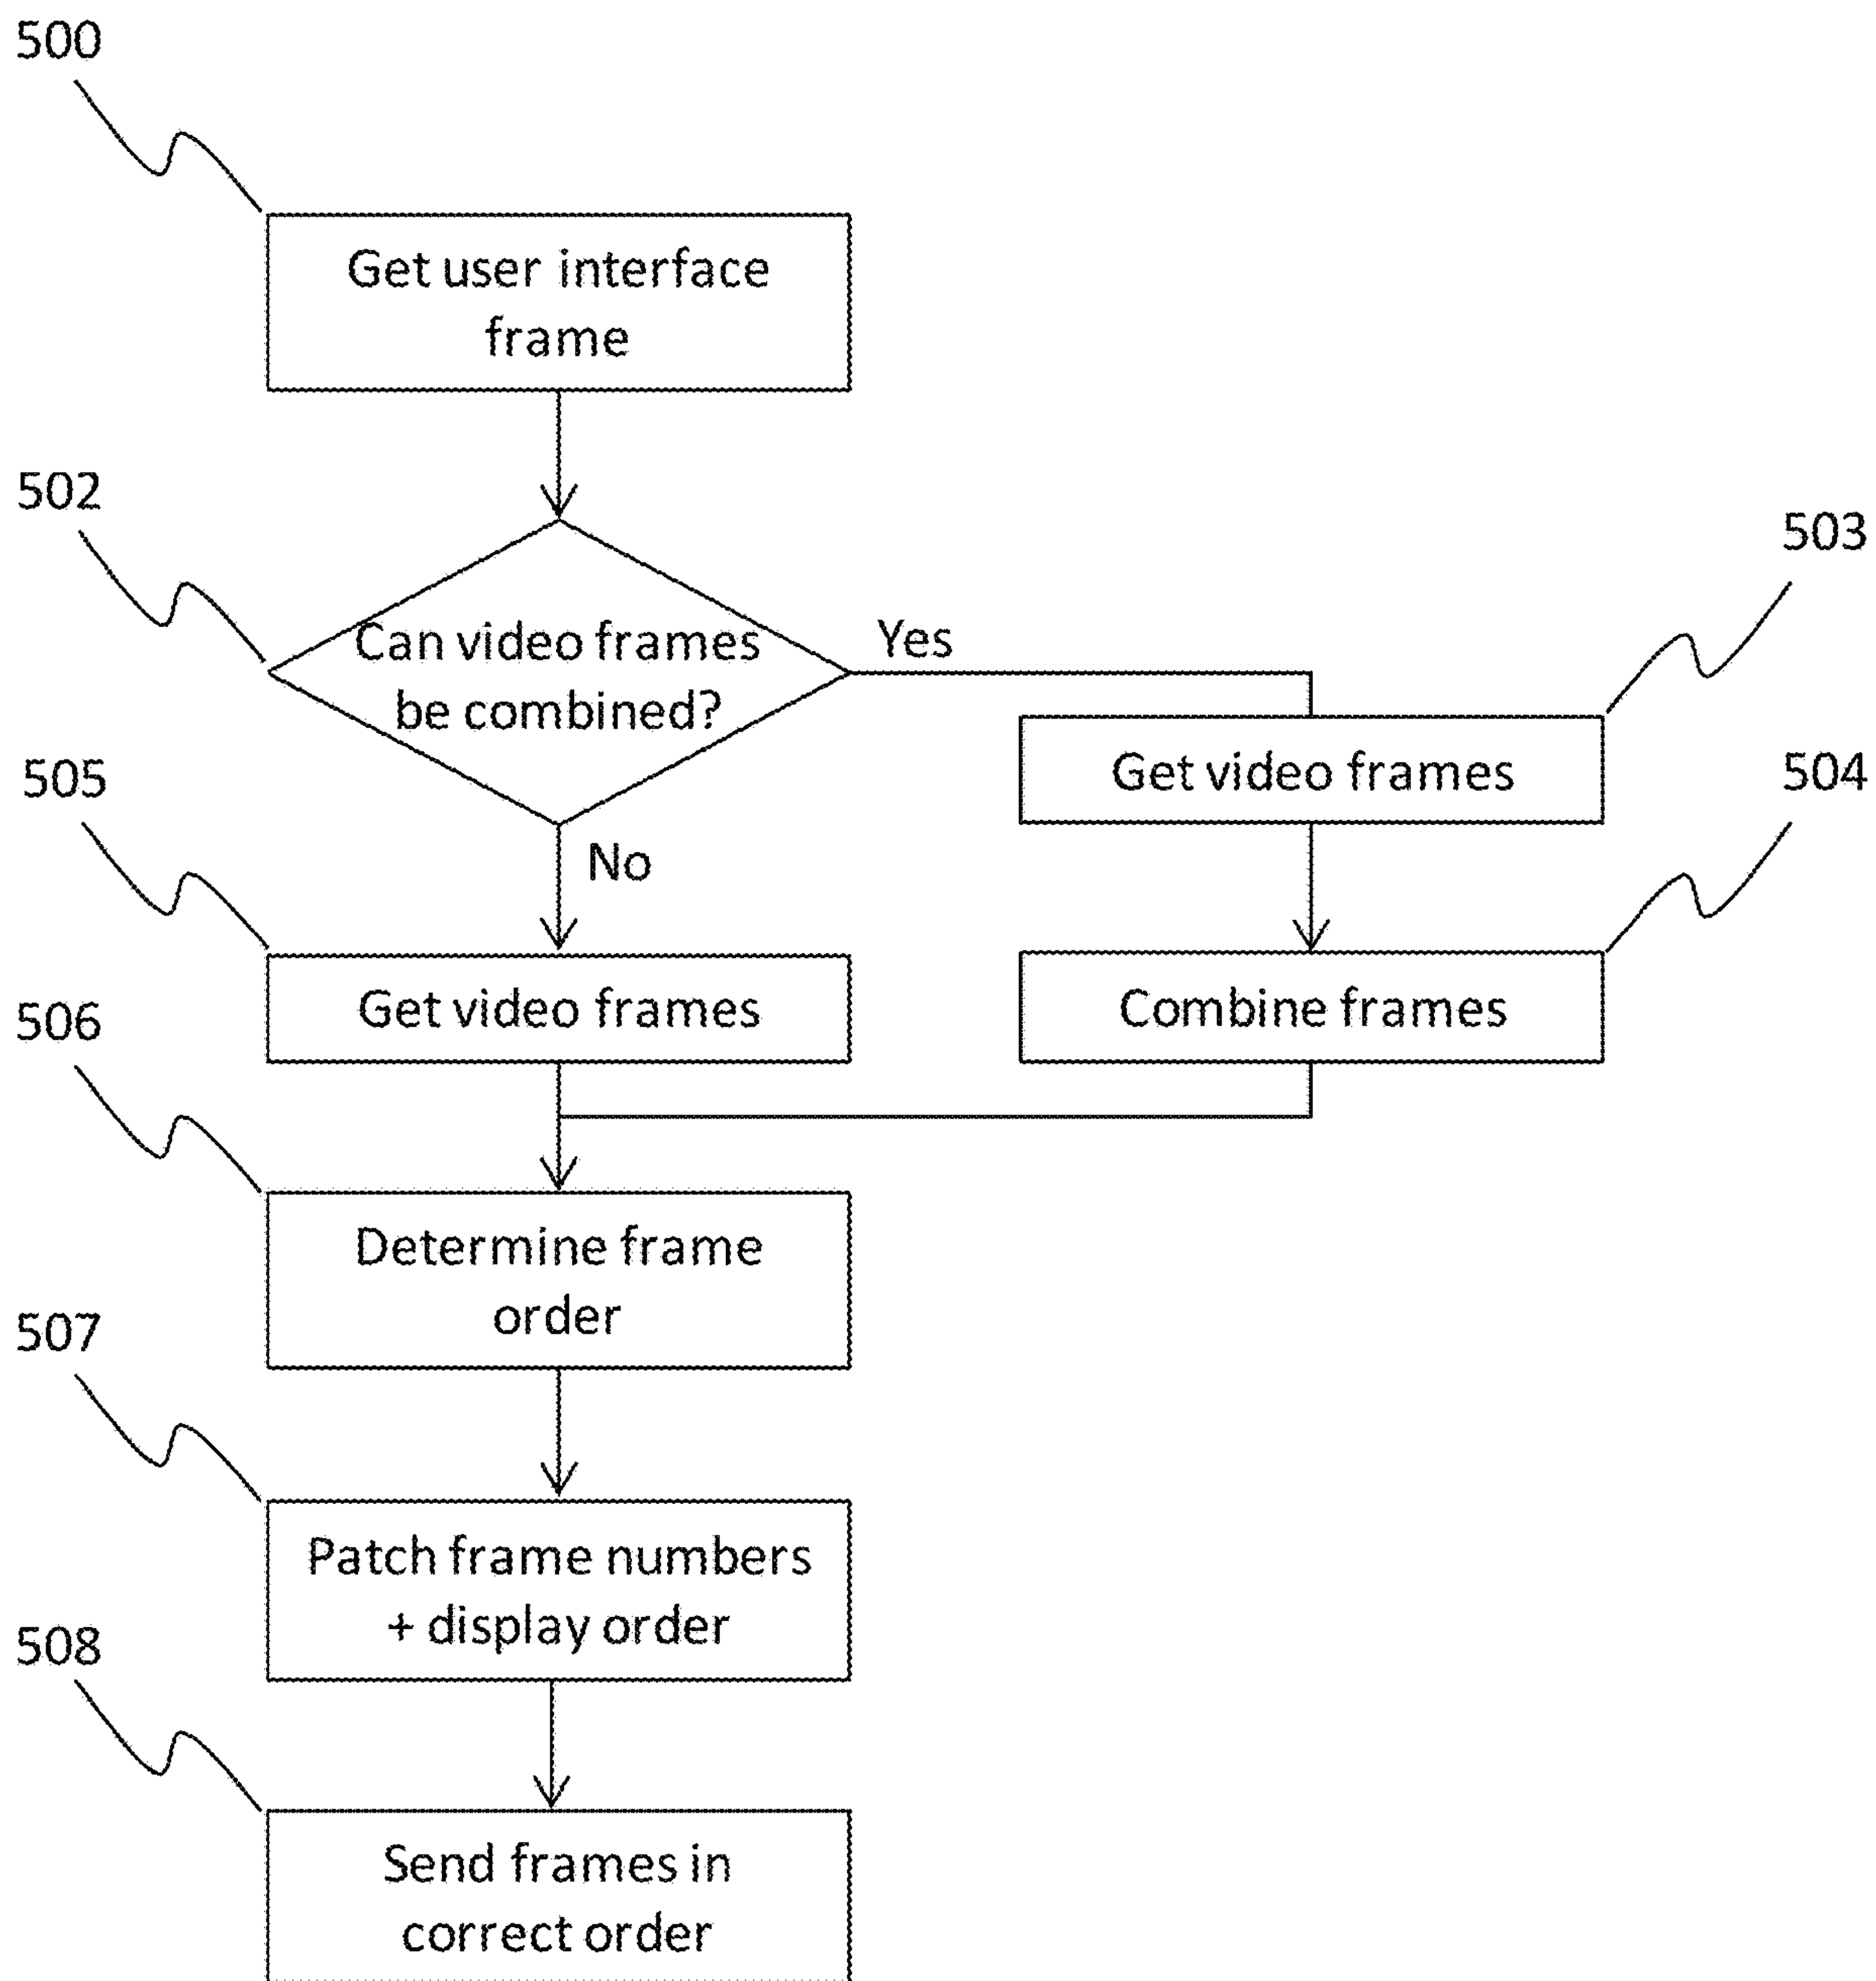 500
Get user interface
frame
502
503
Can video frames
be combined?
Yes
505
Get video frames
504
No
Get video frames
Combine frames
506
Determine frame
order
507
Patch frame numbers
+ display order
508
Send frames in
correct order